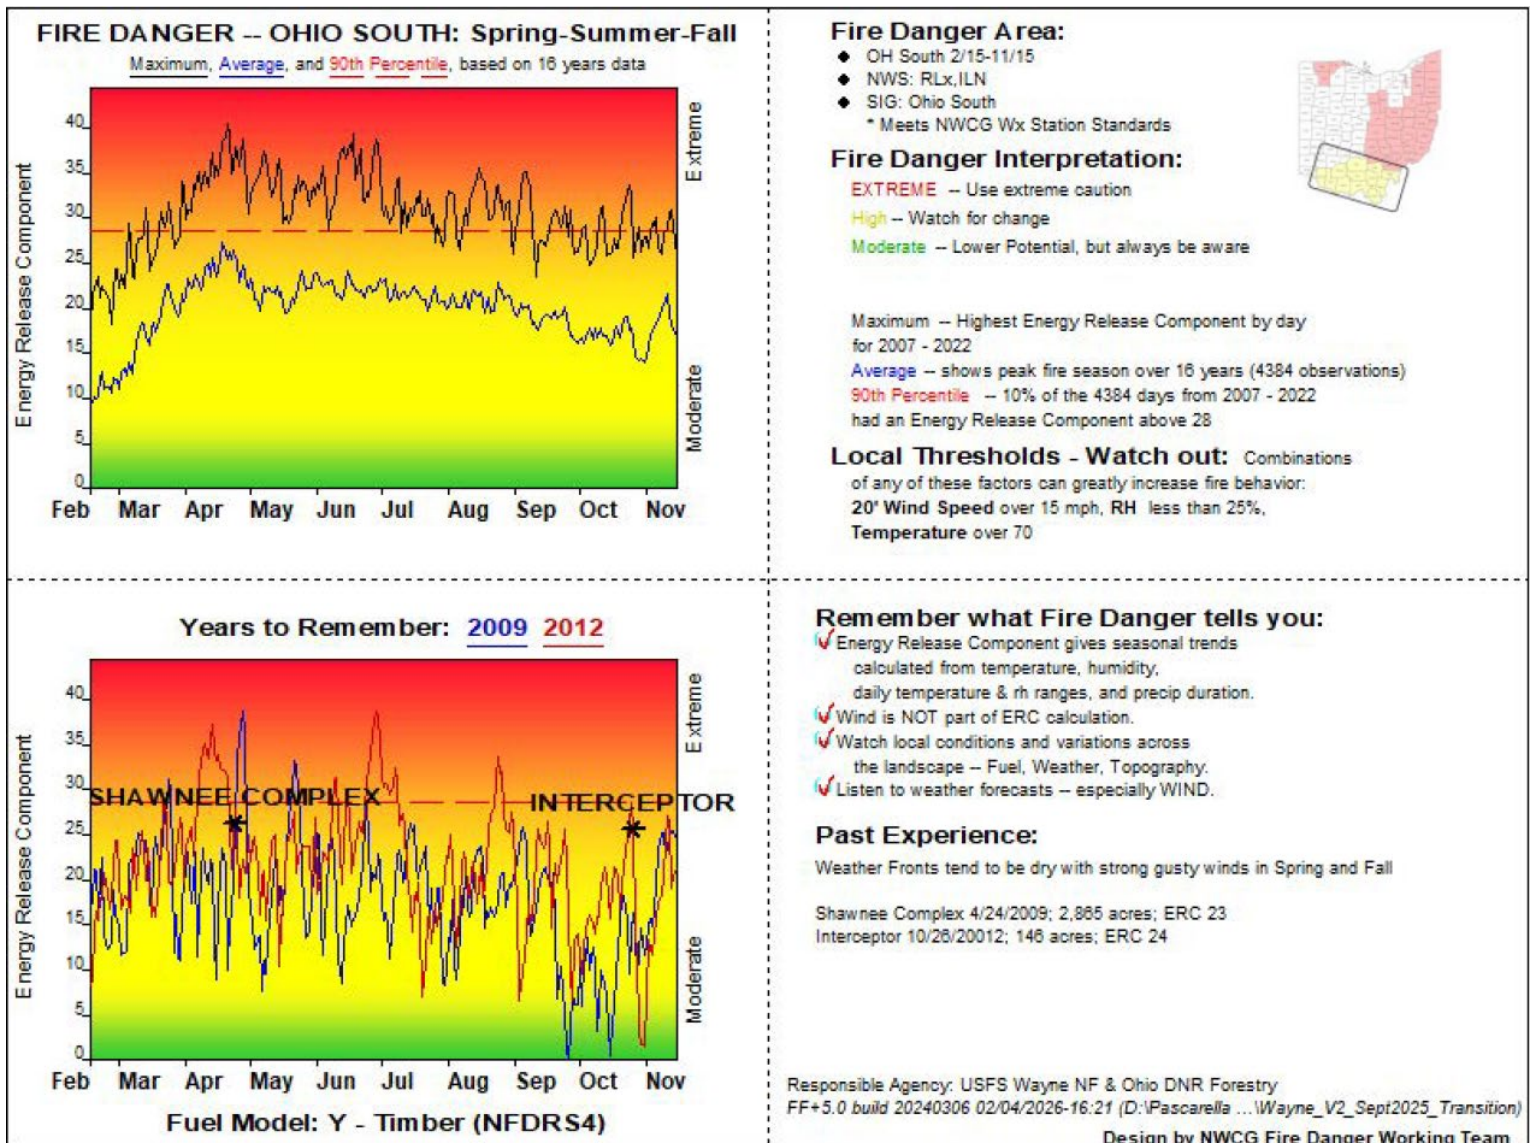 FIRE DANGER -- OHIO SOUTH: Spring-Summer-Fall
Maximum, Average, and 90th Percentile, based on 16 years data
Energy Release Component
40
35
30
25
20
15
10
5
0
Extreme
Moderate
Feb Mar Apr May Jun Jul Aug Sep Oct Nov
Fire Danger Area:
◆ OH South 2/15-11/15
◆ NWS: RLx,ILN
◆ SIG: Ohio South
* Meets NWCG Wx Station Standards
Fire Danger Interpretation:
EXTREME -- Use extreme caution
High -- Watch for change
Moderate -- Lower Potential, but always be aware
Maximum -- Highest Energy Release Component by day
for 2007 - 2022
Average -- shows peak fire season over 16 years (4384 observations)
90th Percentile -- 10% of the 4384 days from 2007 - 2022
had an Energy Release Component above 28
Local Thresholds - Watch out: Combinations
of any of these factors can greatly increase fire behavior:
20' Wind Speed over 15 mph, RH less than 25%,
Temperature over 70
Years to Remember: 2009 2012
Energy Release Component
40
35
30
25
20
15
10
5
0
SHAWNEE COMPLEX
INTERCEPTOR
Extreme
Moderate
Feb Mar Apr May Jun Jul Aug Sep Oct Nov
Fuel Model: Y - Timber (NFDRS4)
Remember what Fire Danger tells you:
Energy Release Component gives seasonal trends
calculated from temperature, humidity,
daily temperature & rh ranges, and precip duration.
Wind is NOT part of ERC calculation.
Watch local conditions and variations across
the landscape -- Fuel, Weather, Topography.
Listen to weather forecasts -- especially WIND.
Past Experience:
Weather Fronts tend to be dry with strong gusty winds in Spring and Fall
Shawnee Complex 4/24/2009; 2,865 acres; ERC 23
Interceptor 10/26/20012; 146 acres; ERC 24
Responsible Agency: USFS Wayne NF & Ohio DNR Forestry
FF+5.0 build 20240306 02/04/2026-16:21 (D:\Pascarella ...\Wayne_V2_Sept2025_Transition)
Design by NWCG Fire Danger Working Team